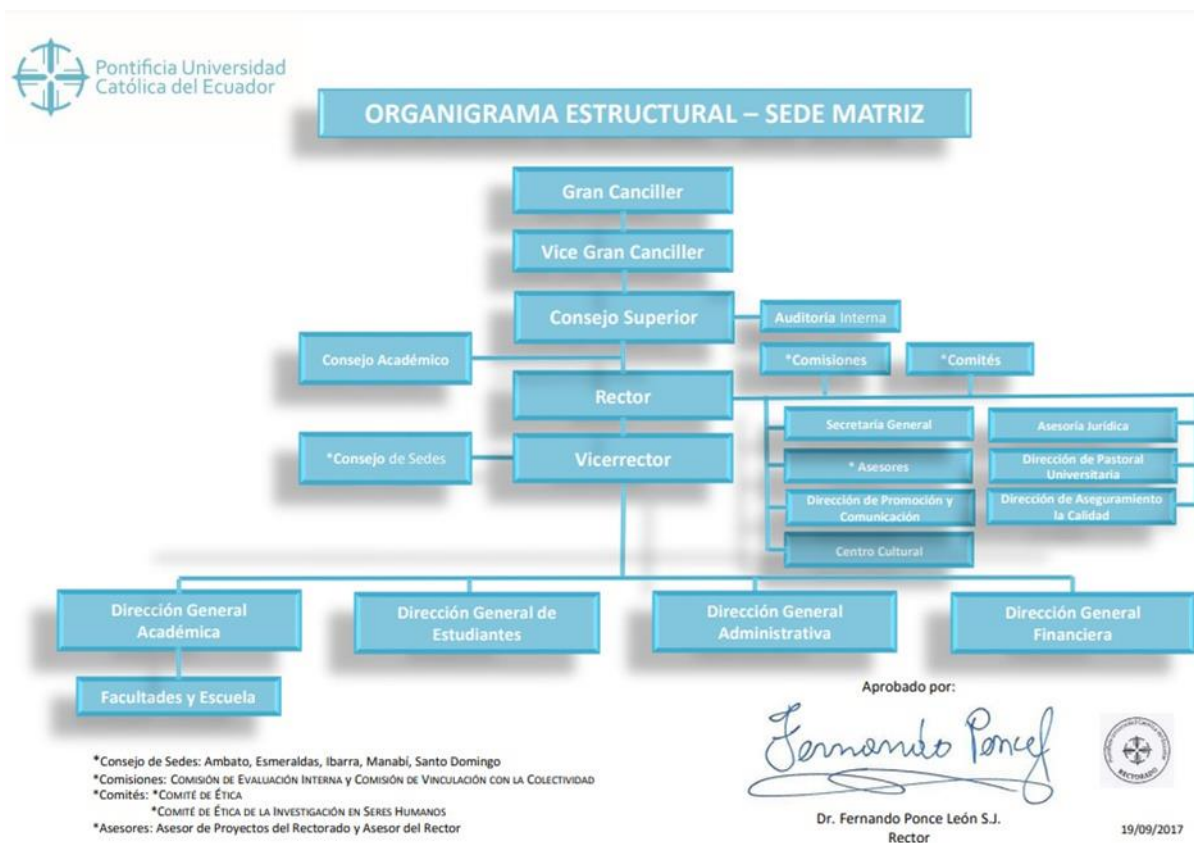 Pontificia Universidad
Católica del Ecuador
ORGANIGRAMA ESTRUCTURAL – SEDE MATRIZ
Gran Canciller
Vice Gran Canciller
Consejo Superior
Auditoría Interna
Consejo Académico
*Comisiones
*Comités
Rector
Secretaría General
Asesoría Jurídica
*Consejo de Sedes
Vicerrector
* Asesores
Dirección de Pastoral
Universitaria
Dirección de Promoción y
Comunicación
Dirección de Aseguramiento
la Calidad
Centro Cultural
Dirección General
Académica
Dirección General de
Estudiantes
Dirección General
Administrativa
Dirección General
Financiera
Facultades y Escuela
Aprobado por:
Fernando Ponce
*Consejo de Sedes: Ambato, Esmeraldas, Ibarra, Manabí, Santo Domingo
*Comisiones: COMISIÓN DE EVALUACIÓN INTERNA y COMISIÓN DE VINCULACIÓN CON LA COLECTIVIDAD
*Comités: *COMITÉ DE ÉTICA
*COMITÉ DE ÉTICA DE LA INVESTIGACIÓN EN SERES HUMANOS
*Asesores: Asesor de Proyectos del Rectorado y Asesor del Rector
Dr. Fernando Ponce León S.J.
Rector
RECTORADO
19/09/2017